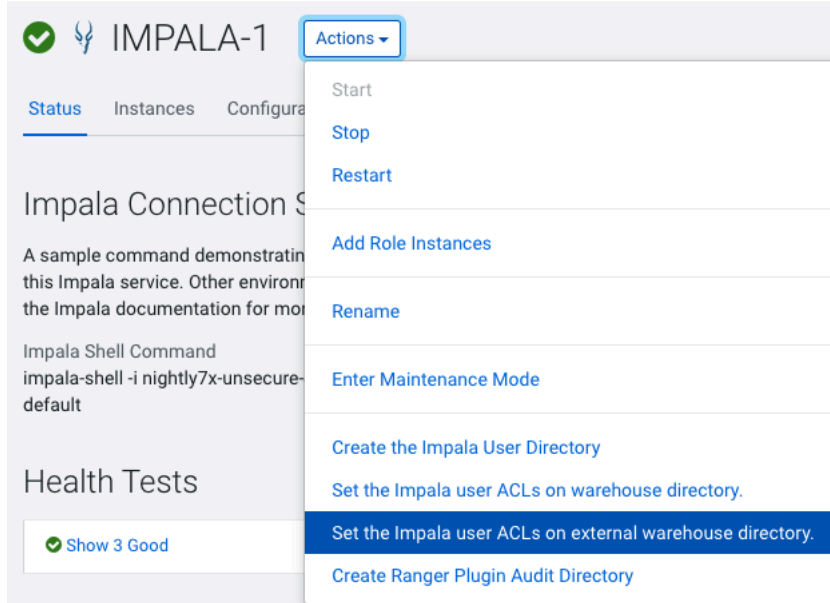 IMPALA-1
Actions
Status Instances Configura
Start
Stop
Restart
Add Role Instances
Rename
Enter Maintenance Mode
Create the Impala User Directory
Set the Impala user ACLs on warehouse directory.
Set the Impala user ACLs on external warehouse directory.
Create Ranger Plugin Audit Directory
Impala Connection S
A sample command demonstratin
this Impala service. Other environ
the Impala documentation for mo
Impala Shell Command
impala-shell -i nightly7x-unsecure-
default
Health Tests
Show 3 Good